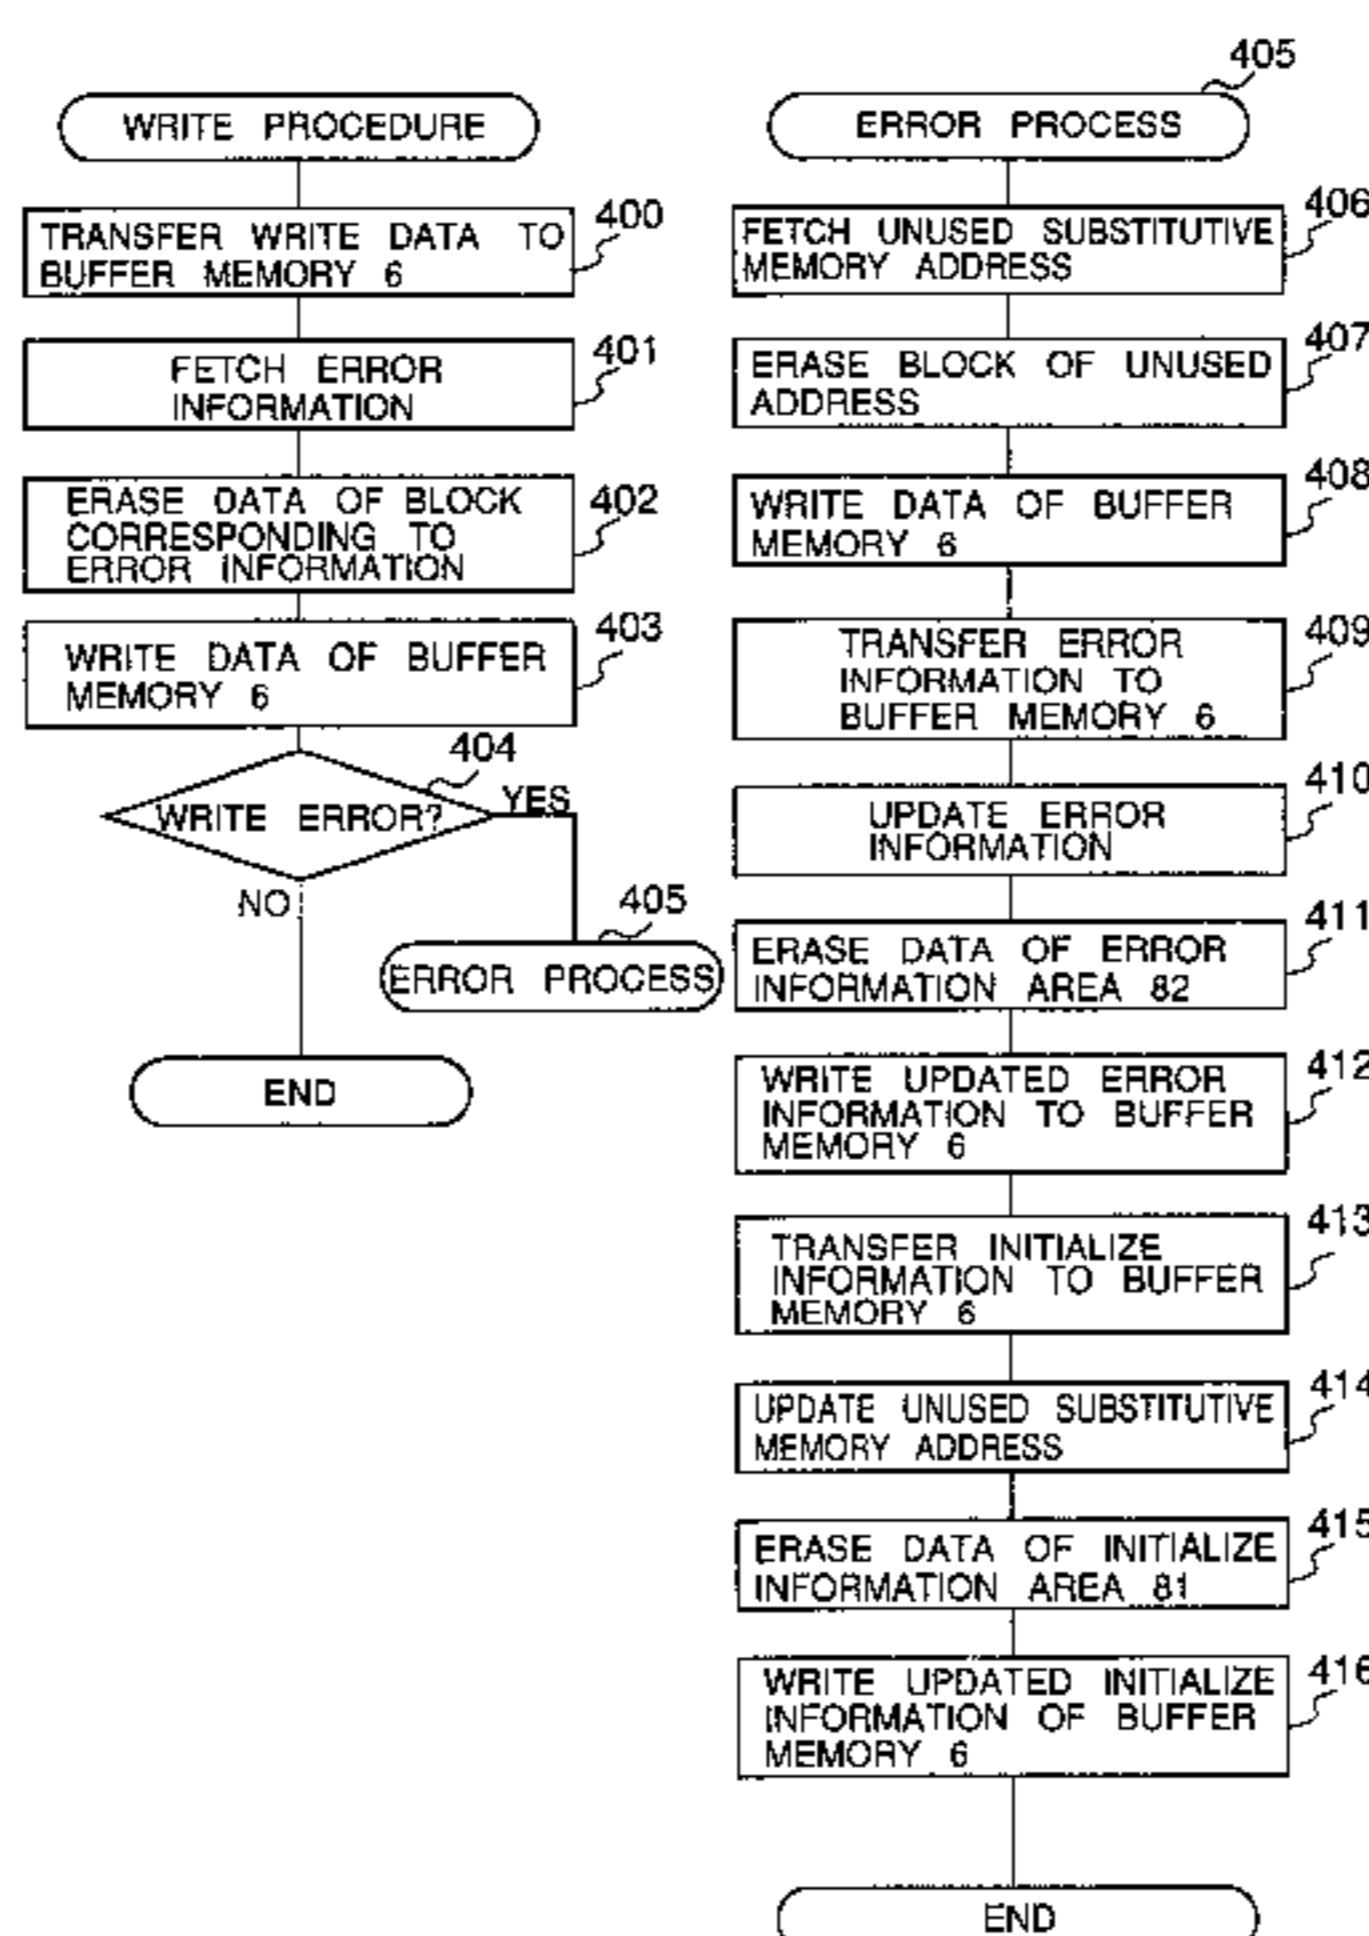 WRITE PROCEDURE
400
TRANSFER WRITE DATA TO
BUFFER MEMORY 6
401
FETCH ERROR
INFORMATION
402
ERASE DATA OF BLOCK
CORRESPONDING TO
ERROR INFORMATION
403
WRITE DATA OF BUFFER
MEMORY 6
404
WRITE ERROR?
YES
NO
405
ERROR PROCESS
END
405
ERROR PROCESS
406
FETCH UNUSED SUBSTITUTIVE
MEMORY ADDRESS
407
ERASE BLOCK OF UNUSED
ADDRESS
408
WRITE DATA OF BUFFER
MEMORY 6
409
TRANSFER ERROR
INFORMATION TO
BUFFER MEMORY 6
410
UPDATE ERROR
INFORMATION
411
ERASE DATA OF ERROR
INFORMATION AREA 82
412
WRITE UPDATED ERROR
INFORMATION TO BUFFER
MEMORY 6
413
TRANSFER INITIALIZE
INFORMATION TO BUFFER
MEMORY 6
414
UPDATE UNUSED SUBSTITUTIVE
MEMORY ADDRESS
415
ERASE DATA OF INITIALIZE
INFORMATION AREA 81
416
WRITE UPDATED INITIALIZE
INFORMATION OF BUFFER
MEMORY 6
END